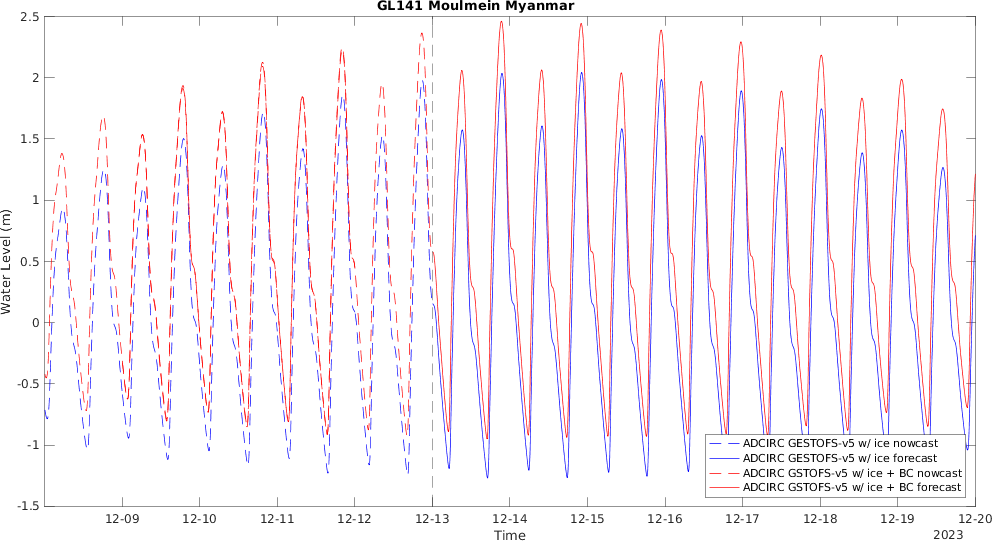 GL141 Moulmein Myanmar
2.5
2
1.5
1
0.5
0
-0.5
-1
-1.5
Water Level (m)
12-09 12-10 12-11 12-12 12-13 12-14 12-15 12-16 12-17 12-18 12-19 12-20
Time
2023
ADCIRC GESTOFS-v5 w/ ice nowcast
ADCIRC GESTOFS-v5 w/ ice forecast
ADCIRC GSTOFS-v5 w/ ice + BC nowcast
ADCIRC GSTOFS-v5 w/ ice + BC forecast